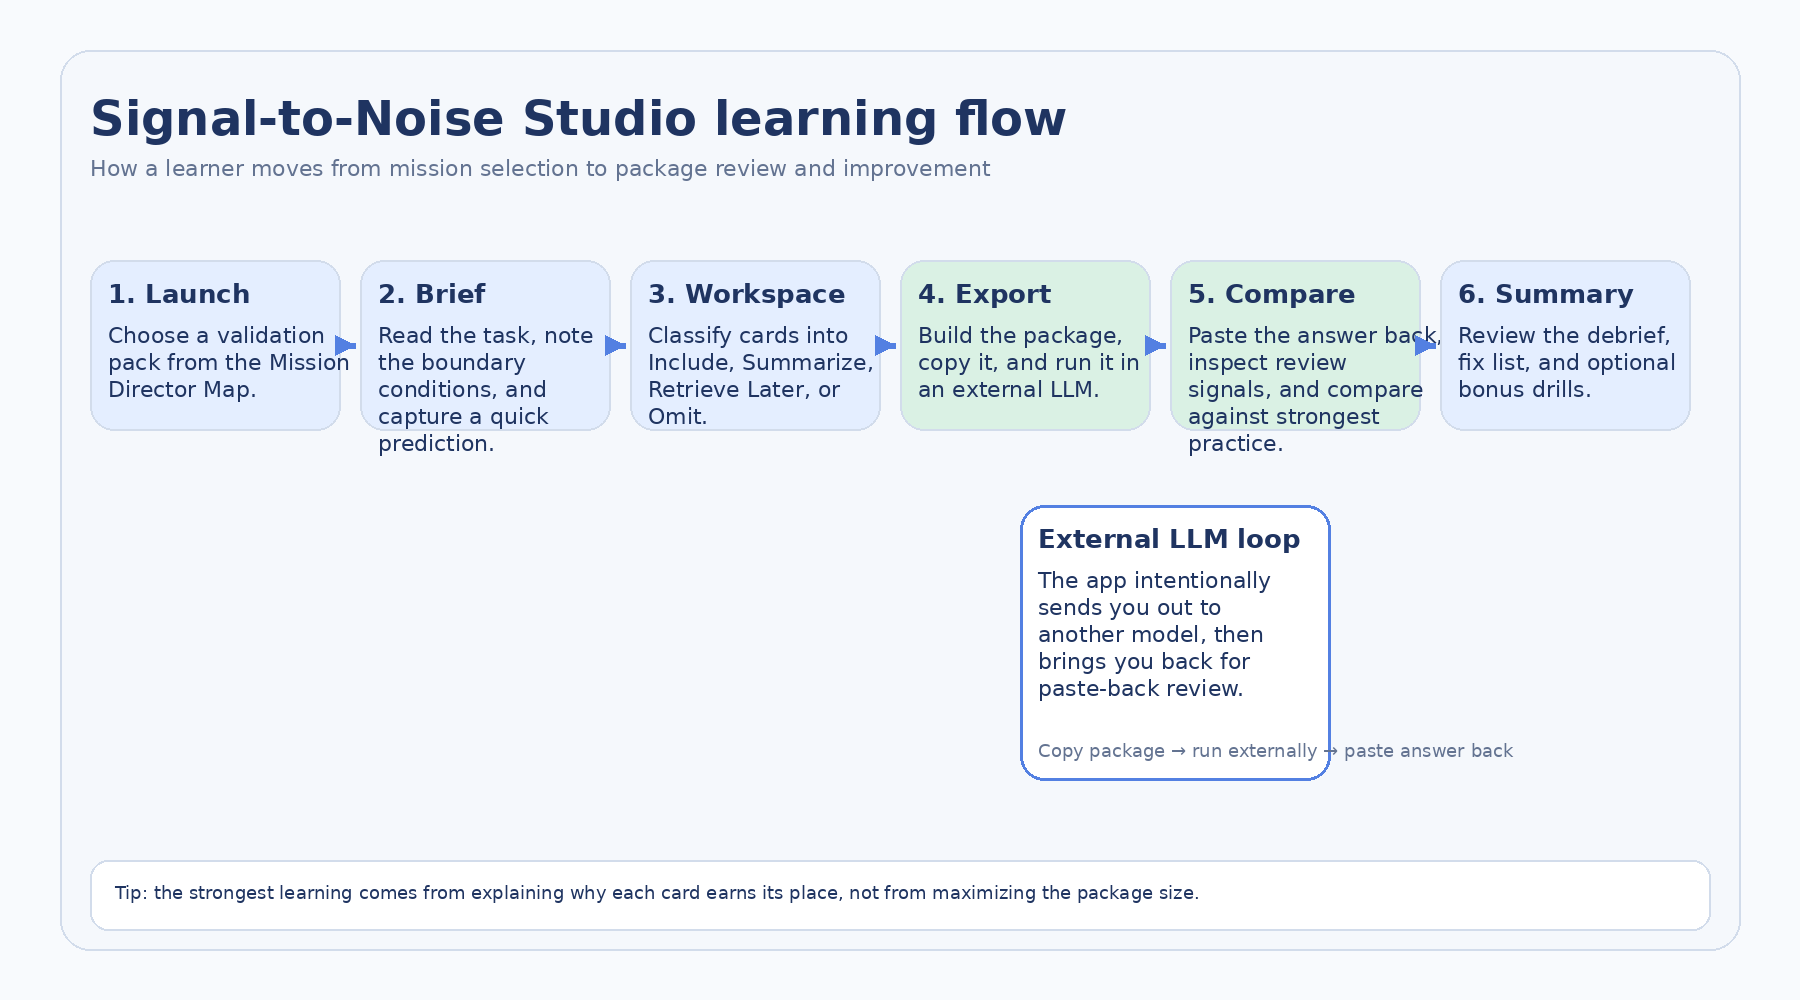 Signal-to-Noise Studio learning flow
How a learner moves from mission selection to package review and improvement
1. Launch
Choose a validation
pack from the Mission
Director Map.
2. Brief
Read the task, note
the boundary
conditions, and
capture a quick
prediction.
3. Workspace
Classify cards into
Include, Summarize,
Retrieve Later, or
Omit.
4. Export
Build the package,
copy it, and run it in
an external LLM.
5. Compare
Paste the answer back,
inspect review
signals, and compare
against strongest
practice.
6. Summary
Review the debrief,
fix list, and optional
bonus drills.
External LLM loop
The app intentionally
sends you out to
another model, then
brings you back for
paste-back review.
Copy package → run externally → paste answer back
Tip: the strongest learning comes from explaining why each card earns its place, not from maximizing the package size.